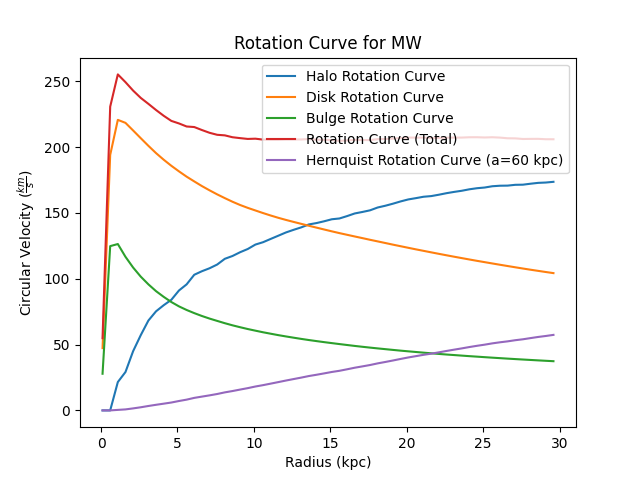 Rotation Curve for MW
Halo Rotation Curve
Disk Rotation Curve
Bulge Rotation Curve
Rotation Curve (Total)
Hernquist Rotation Curve (a=60 kpc)
Circular Velocity (km/s)
250
200
150
100
50
0
0 5 10 15 20 25 30
Radius (kpc)